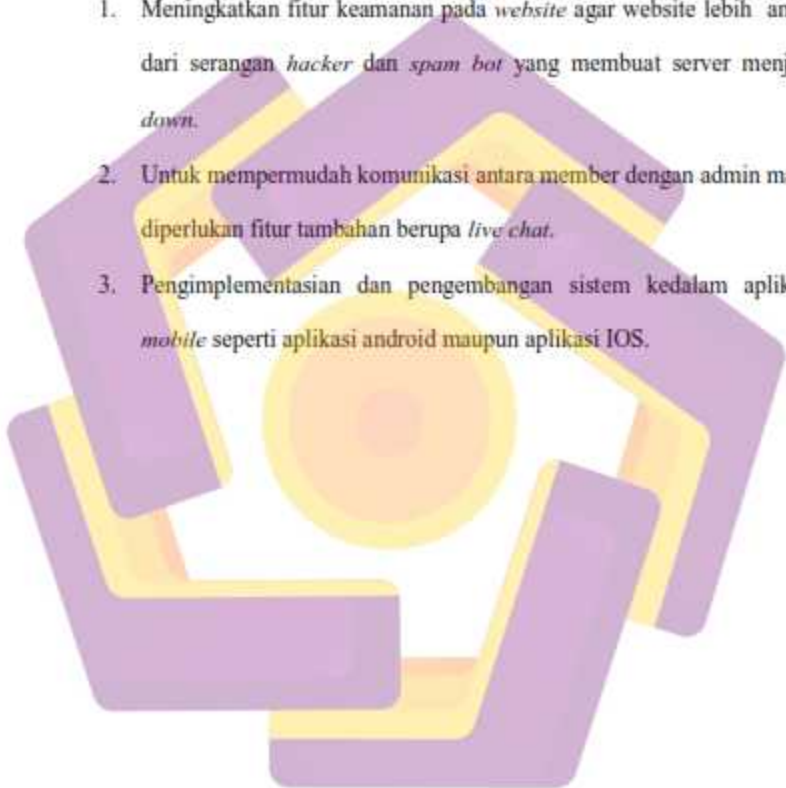 1. Meningkatkan fitur keamanan pada website agar website lebih
dari serangan hacker dan spam bot yang membuat server
down.
2. Untuk mempermudah komunikasi antara member dengan admin
diperlukan fitur tambahan berupa live chat.
3. Pengimplementasian dan pengembangan sistem kedalam
mobile seperti aplikasi android maupun aplikasi IOS.